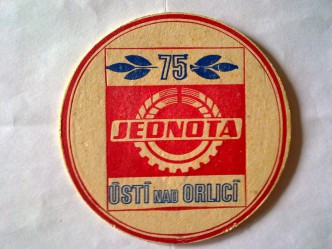 75
JEDNOTA
ÚSTÍ NAD ORLICÍ